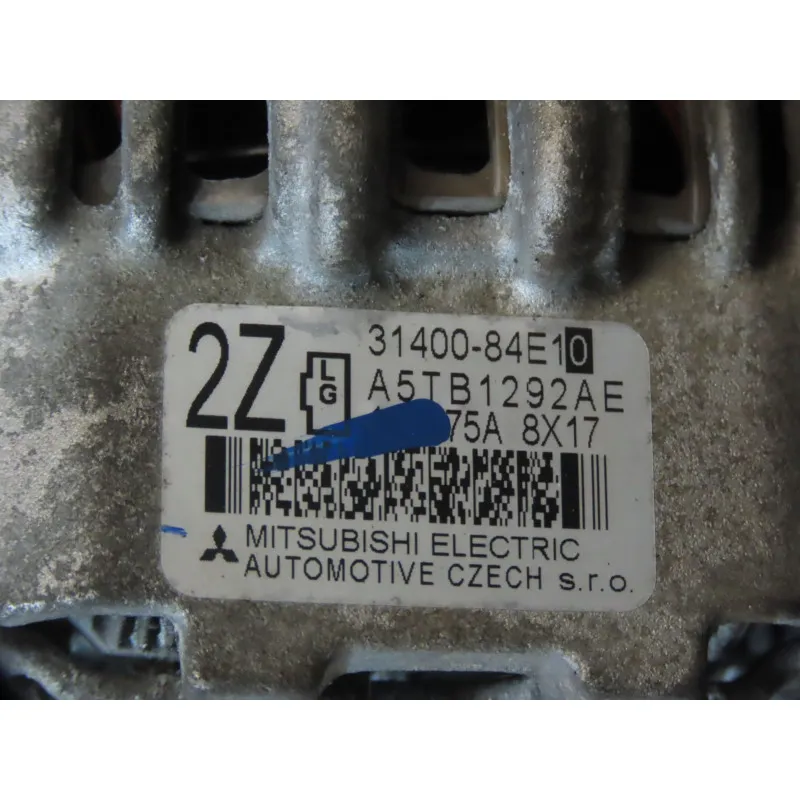 2Z
L
G
31400-84E10
A5TB1292AE
75A 8X17
MITSUBISHI ELECTRIC
AUTOMOTIVE CZECH s.r.o.